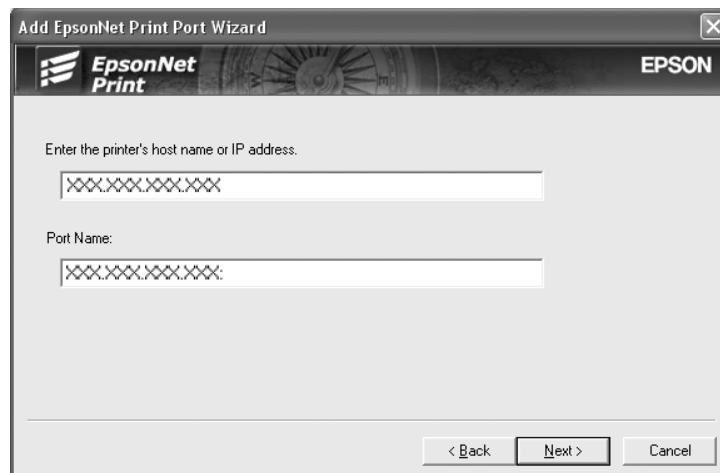 Add EpsonNet Print Port Wizard
EpsonNet
Print
EPSON
Enter the printer's host name or IP address.
XXX.XXX.XXX.XXX
Port Name:
XXX.XXX.XXX.XXX:
< Back Next > Cancel